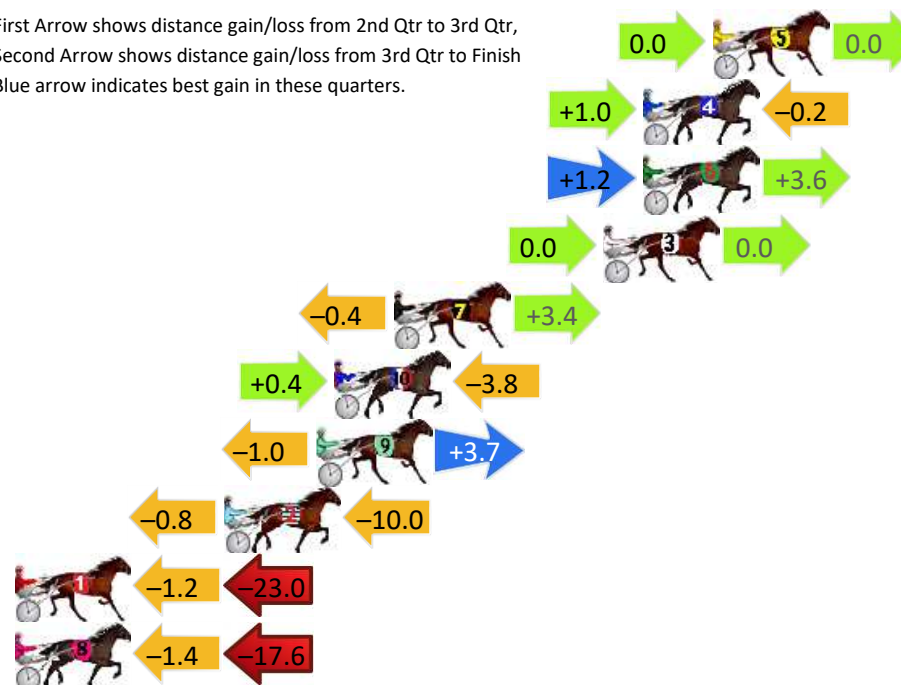 First Arrow shows distance gain/loss from 2nd Qtr to 3rd Qtr,
Second Arrow shows distance gain/loss from 3rd Qtr to Finish
Blue arrow indicates best gain in these quarters.
0.0 5 0.0
+1.0 4 −0.2
+1.2 6 +3.6
0.0 3 0.0
−0.4 7 +3.4
+0.4 10 −3.8
−1.0 9 +3.7
−0.8 2 −10.0
1 −1.2 −23.0
8 −1.4 −17.6